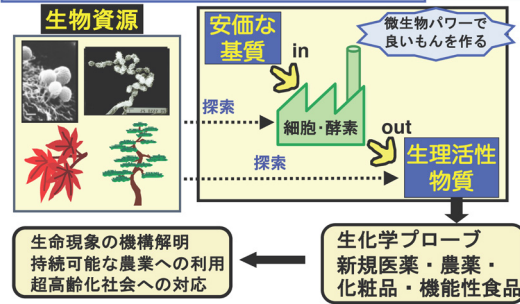 生物資源
安価な
基質
in
微生物パワーで
良いもんを作る
探索
細胞・酵素
out
探索
生理活性
物質
生命現象の機構解明
持続可能な農業への利用
超高齢化社会への対応
生化学プローブ
新規医薬・農薬・
化粧品・機能性食品